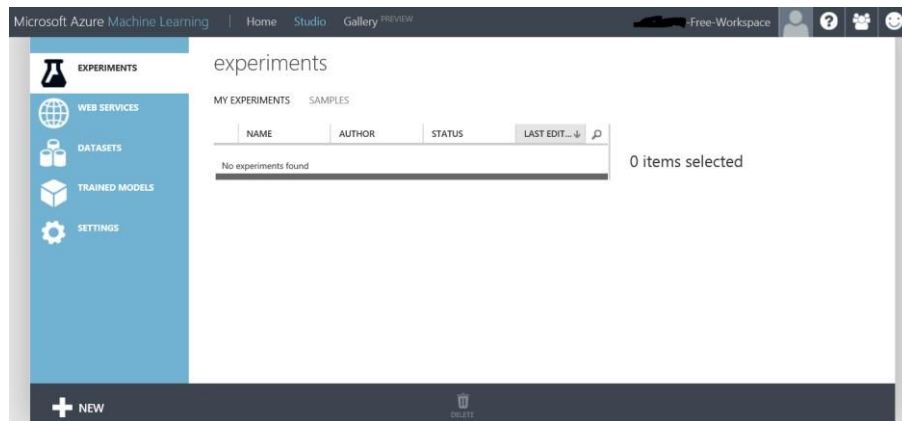 Microsoft Azure Machine Learning | Home Studio Gallery PREVIEW -Free-Workspace ?
EXPERIMENTS
WEB SERVICES
DATASETS
TRAINED MODELS
SETTINGS
experiments
MY EXPERIMENTS SAMPLES
NAME AUTHOR STATUS LAST EDIT...
No experiments found
0 items selected
NEW
DELETE